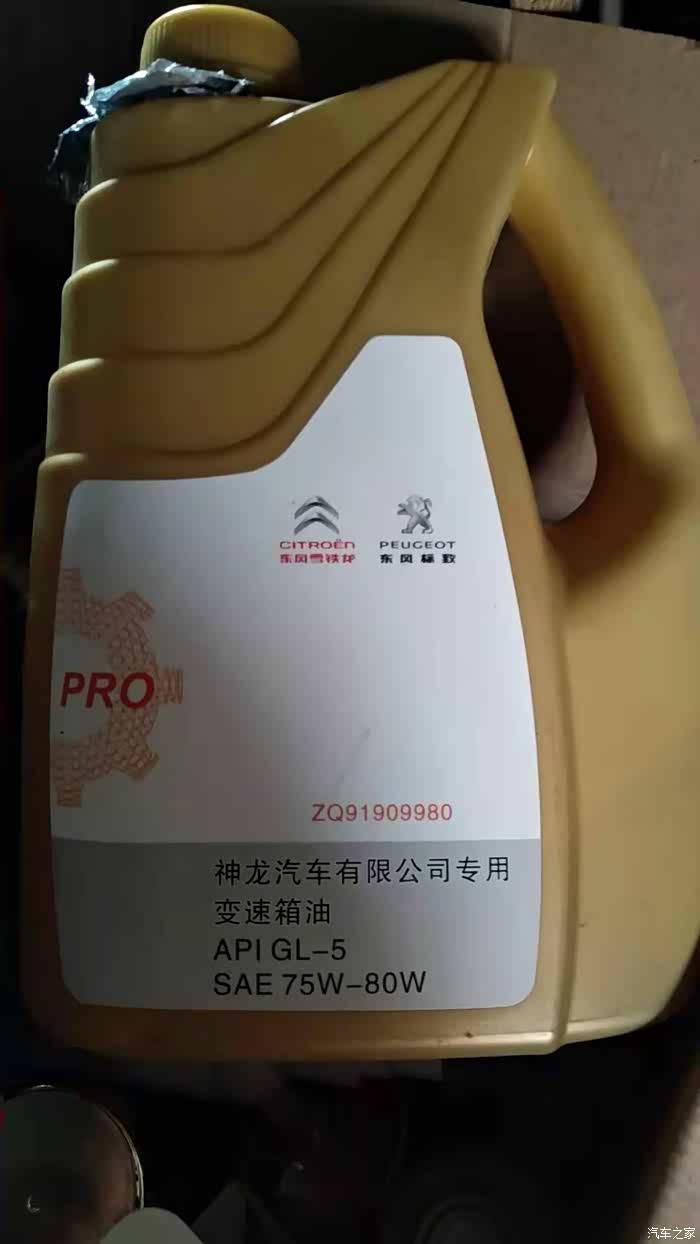 CITROËN
东风雪铁龙
PEUGEOT
东风标致
PRO
ZQ91909980
神龙汽车有限公司专用
变速箱油
API GL-5
SAE 75W-80W
汽车之家